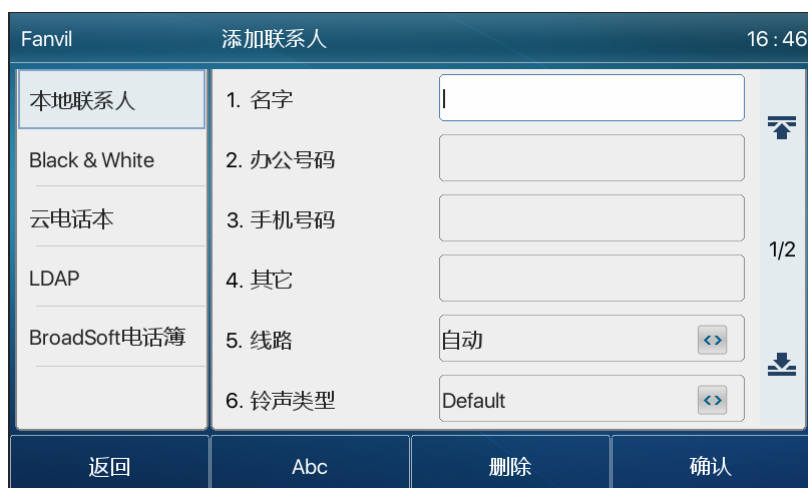 Fanvil 添加联系人 16:46
本地联系人
Black & White
云电话本
LDAP
BroadSoft电话簿
1. 名字
2. 办公号码
3. 手机号码
4. 其它
5. 线路 自动 <>
6. 铃声类型 Default <>
1/2
返回 Abc 删除 确认